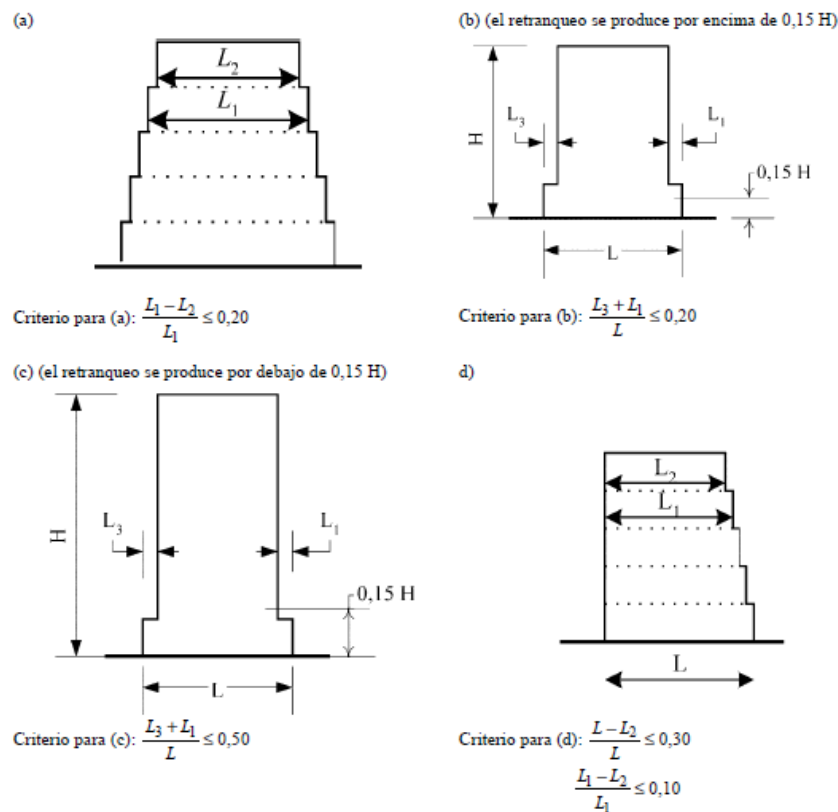 (a)
L₂
L₁
Criterio para (a): (L₁ – L₂)/L₁ ≤ 0,20
(b) (el retranqueo se produce por encima de 0,15 H)
H
L₃
L₁
0,15 H
L
Criterio para (b): (L₃ + L₁)/L ≤ 0,20
(c) (el retranqueo se produce por debajo de 0,15 H)
H
L₃
L₁
0,15 H
L
Criterio para (c): (L₃ + L₁)/L ≤ 0,50
d)
L₂
L₁
L
Criterio para (d): (L – L₂)/L ≤ 0,30
(L₁ – L₂)/L₁ ≤ 0,10